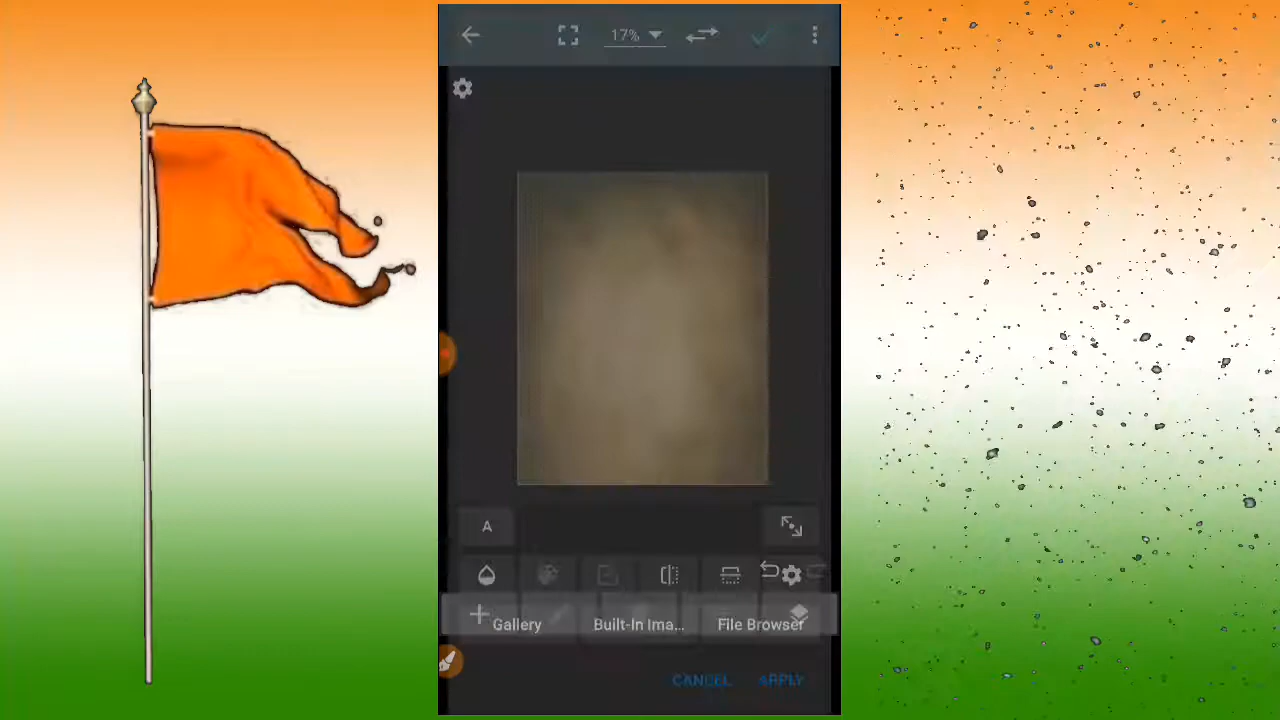 17%
A
Gallery
Built-In Ima...
File Browser
CANCEL
APPLY